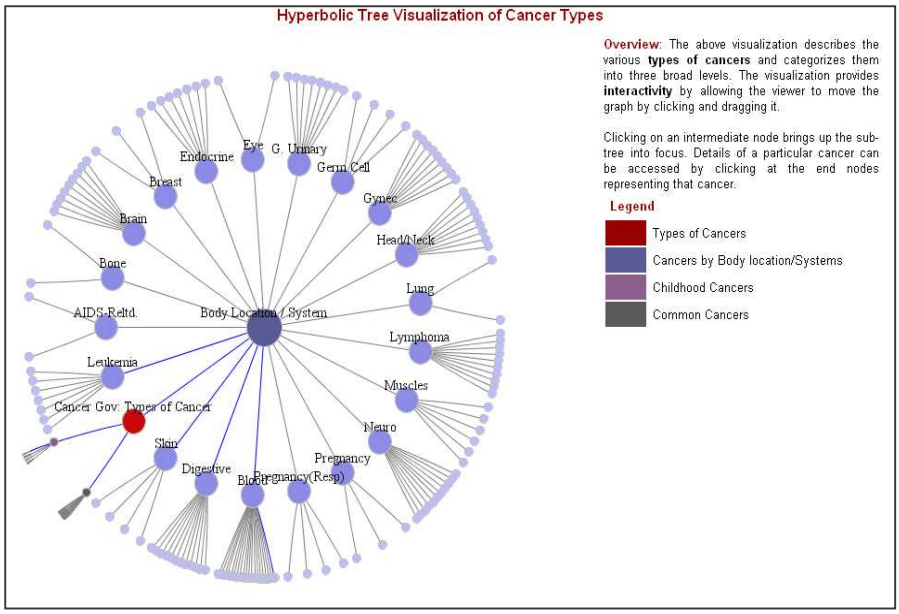 Hyperbolic Tree Visualization of Cancer Types
Overview: The above visualization describes the
various types of cancers and categorizes them
into three broad levels. The visualization provides
interactivity by allowing the viewer to move the
graph by clicking and dragging it.
Clicking on an intermediate node brings up the sub-
tree into focus. Details of a particular cancer can
be accessed by clicking at the end nodes
representing that cancer.
Legend
Types of Cancers
Cancers by Body location/Systems
Childhood Cancers
Common Cancers
Eye
G. Urinary
Endocrine
Germ Cell
Breast
Gynec
Brain
Head/Neck
Bone
Lung
AIDS-Reltd.
Body Location / System
Lymphoma
Leukemia
Muscles
Cancer Gov: Types of Cancer
Neuro
Skin
Pregnancy
Digestive
Blood
Pregnancy(Resp)